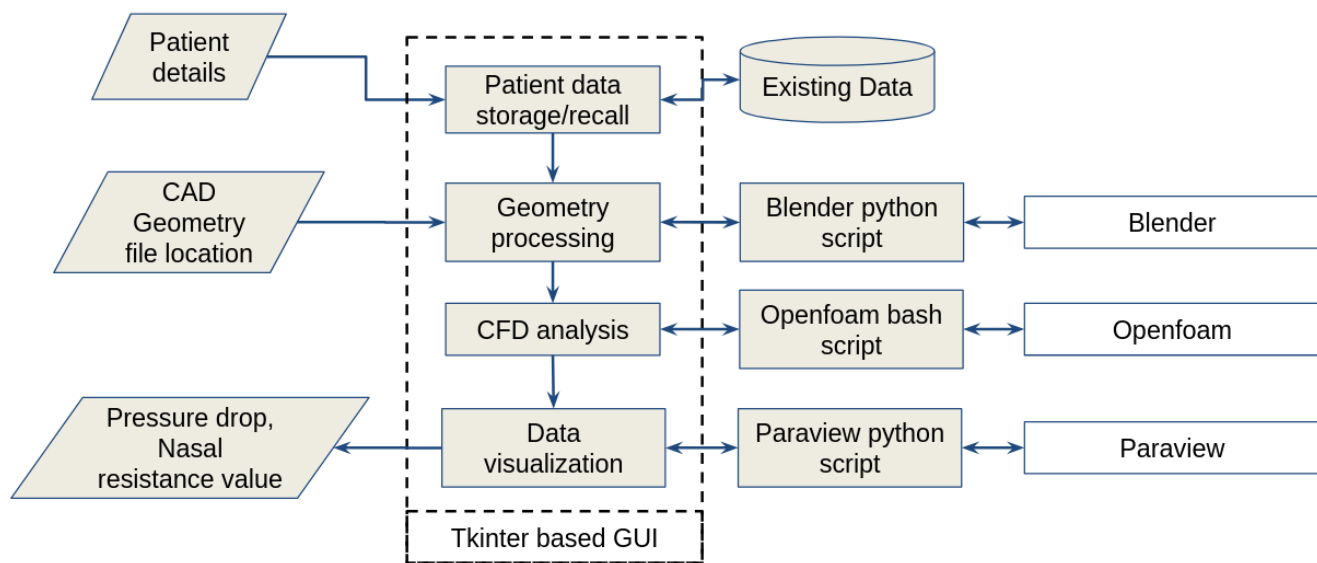 Patient
details
Patient data
storage/recall
Existing Data
CAD
Geometry
file location
Geometry
processing
Blender python
script
Blender
CFD analysis
Openfoam bash
script
Openfoam
Pressure drop,
Nasal
resistance value
Data
visualization
Paraview python
script
Paraview
Tkinter based GUI